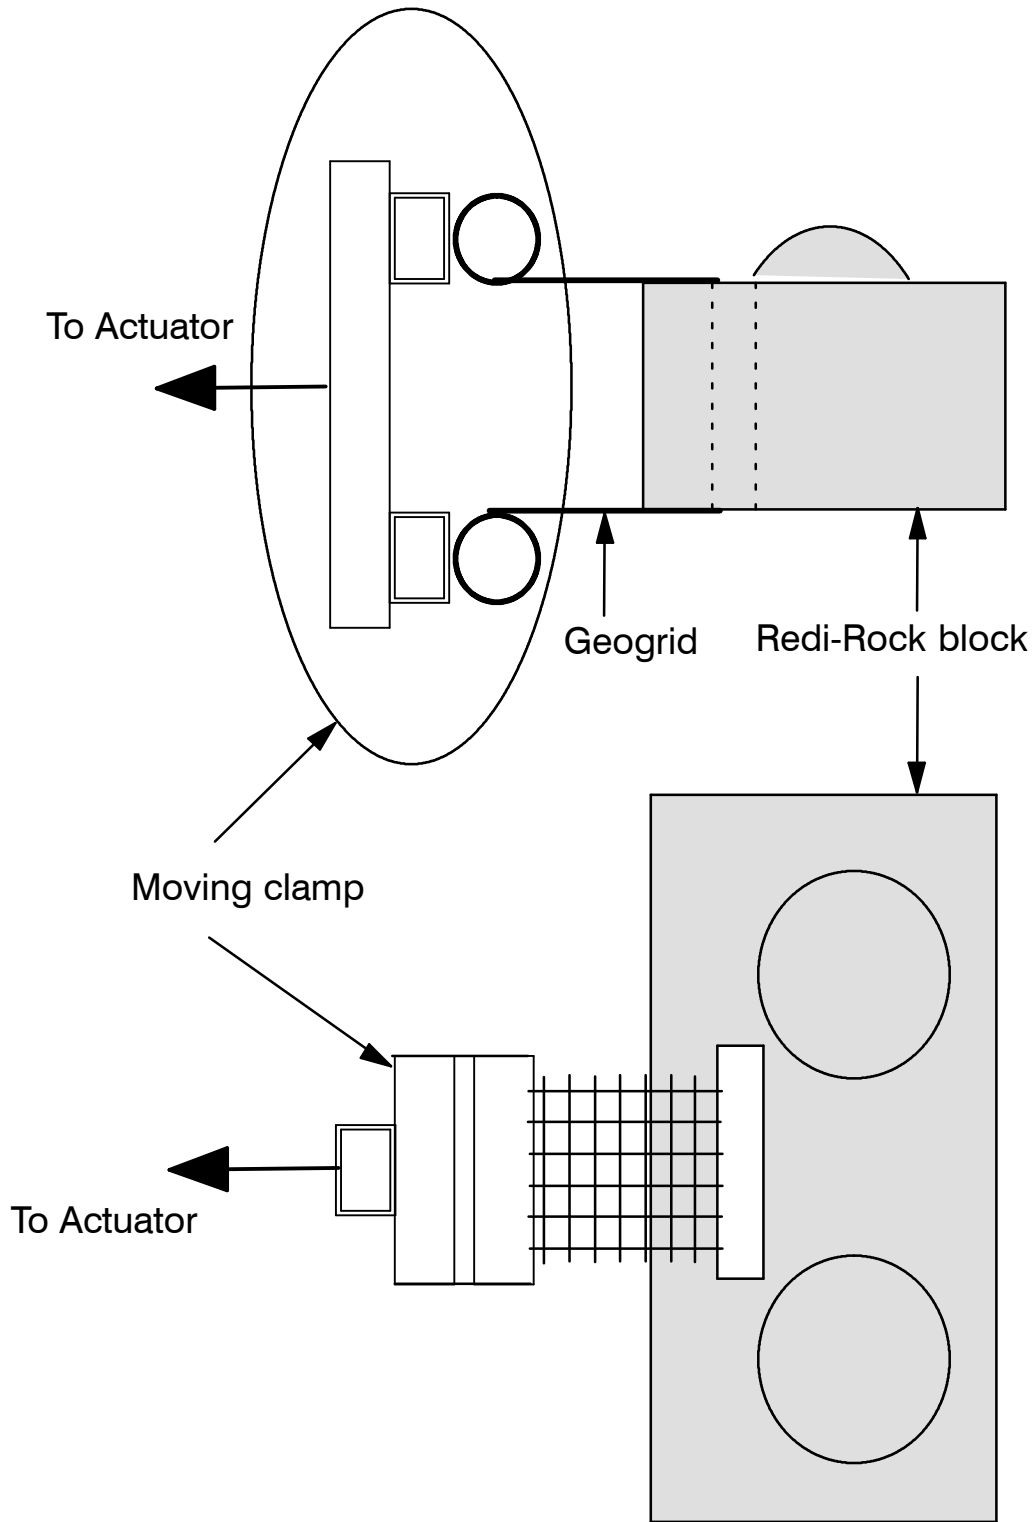 To Actuator
Geogrid
Redi-Rock block
Moving clamp
To Actuator